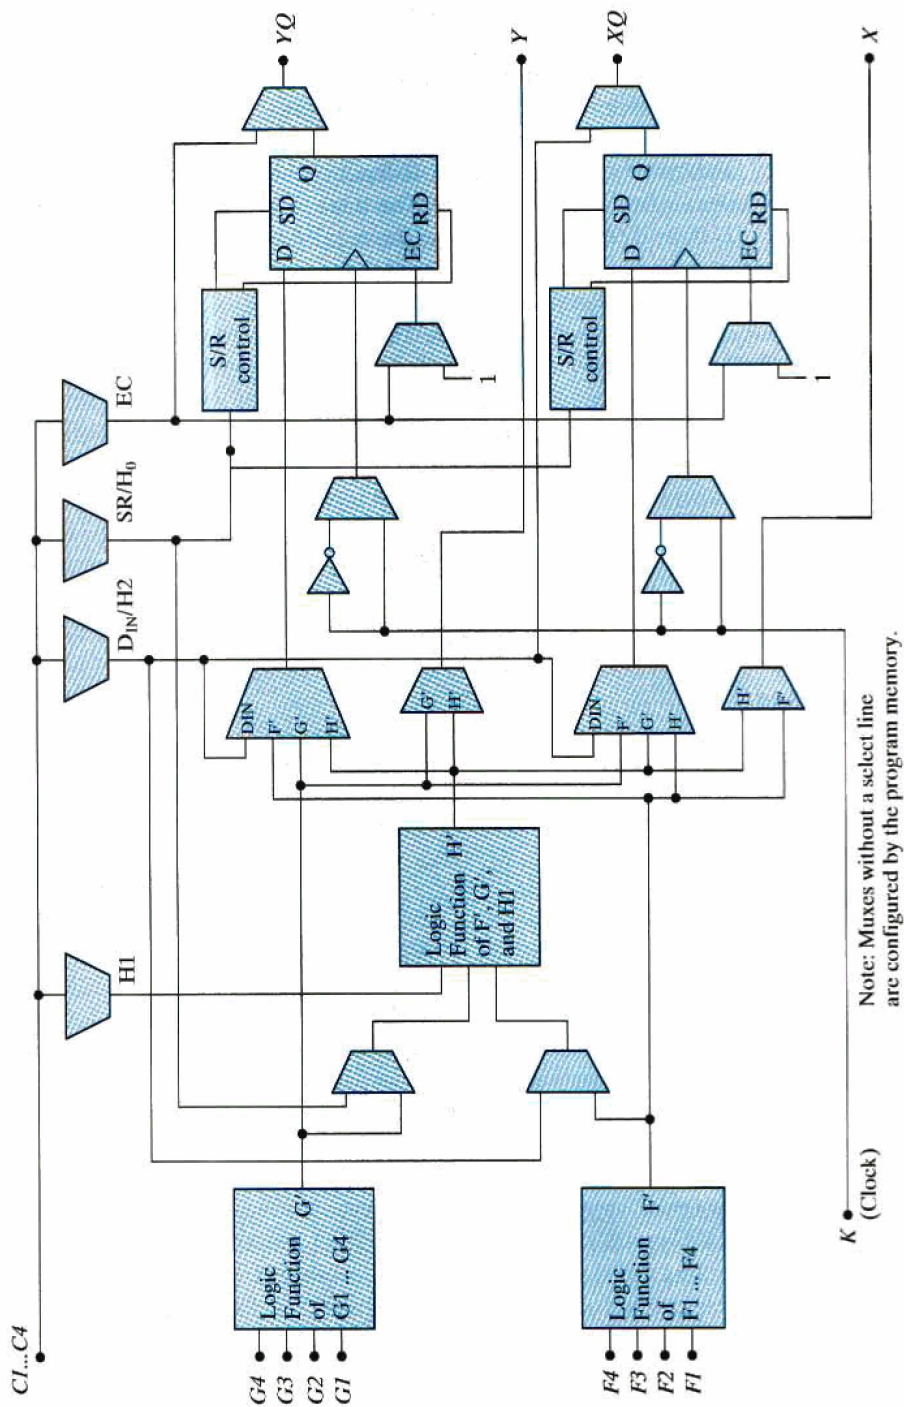 C1...C4
H1
D_IN/H2
SR/H_0
EC
G4
G3
G2
G1
Logic
Function
of
G1 ... G4
G'
F4
F3
F2
F1
Logic
Function
of
F1 ... F4
F'
Logic
Function
of F', G',
and H1
H'
DIN
F'
G'
H'
G'
H'
DIN
F'
G'
H'
H'
F'
S/R
control
1
D
SD
Q
EC
RD
S/R
control
1
D
SD
Q
EC
RD
YQ
Y
XQ
X
K
(Clock)
Note: Muxes without a select line
are configured by the program memory.